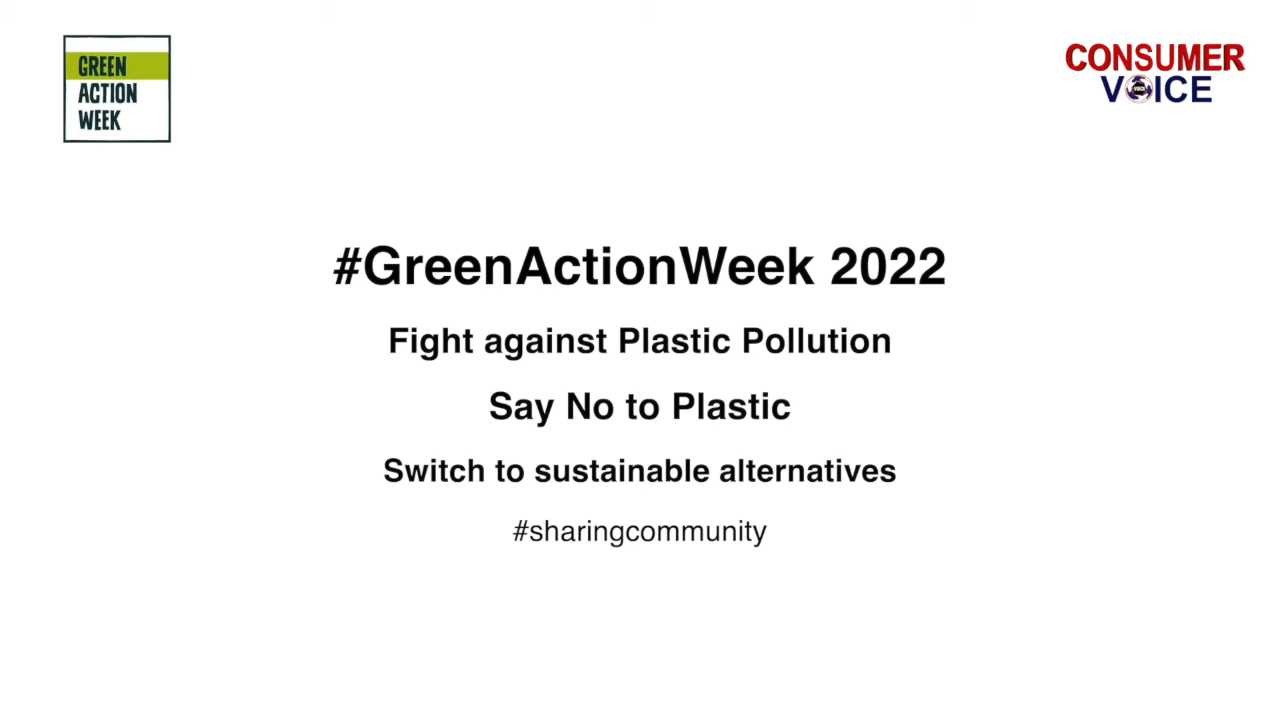 GREEN
ACTION
WEEK
CONSUMER
VOICE
#GreenActionWeek 2022
Fight against Plastic Pollution
Say No to Plastic
Switch to sustainable alternatives
#sharingcommunity